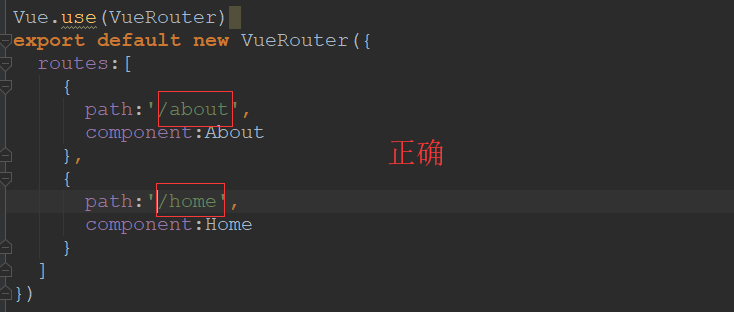 Vue.use(VueRouter)
export default new VueRouter({
routes:[
{
path:'/about',
component:About
},
正确
{
path:'/home',
component:Home
}
]
})